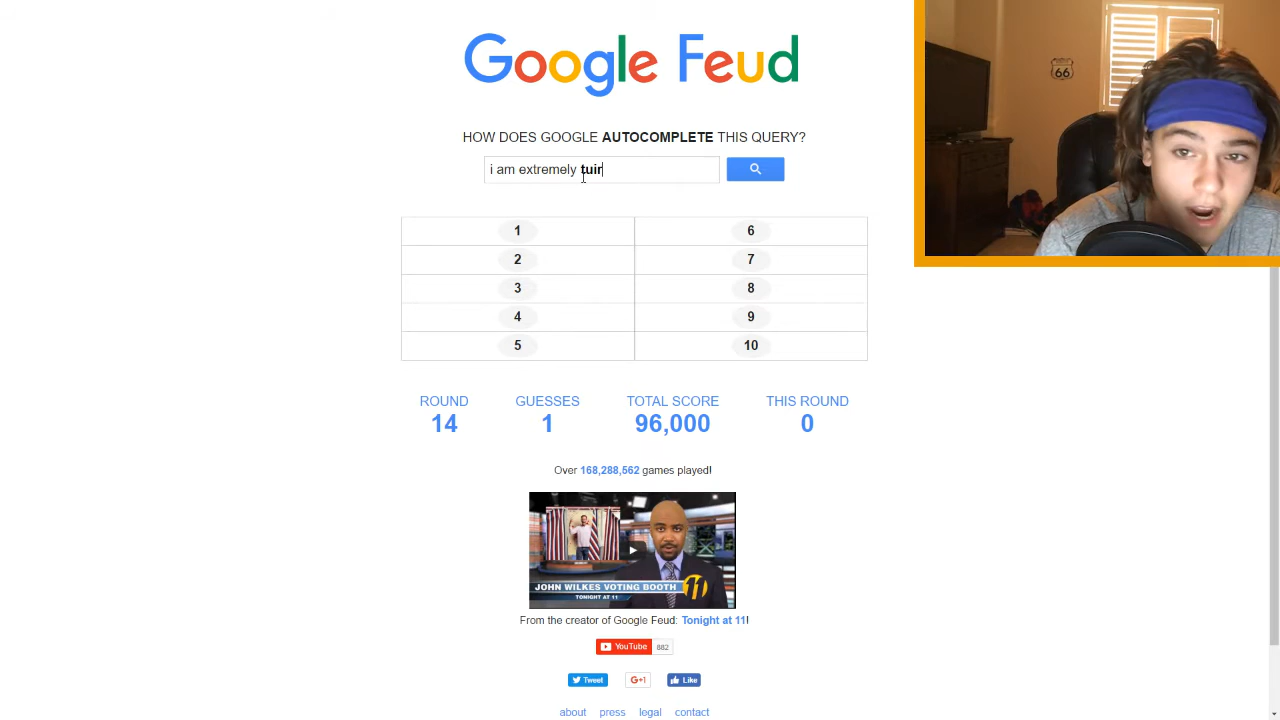 Google Feud
HOW DOES GOOGLE AUTOCOMPLETE THIS QUERY?
i am extremely tuir
1 6
2 7
3 8
4 9
5 10
ROUND GUESSES TOTAL SCORE THIS ROUND
14 1 96,000 0
Over 168,288,562 games played!
JOHN WILKES VOTING BOOTH
TONIGHT AT 11
11
From the creator of Google Feud: Tonight at 11!
YouTube 882
Tweet G+1 Like
about press legal contact
66